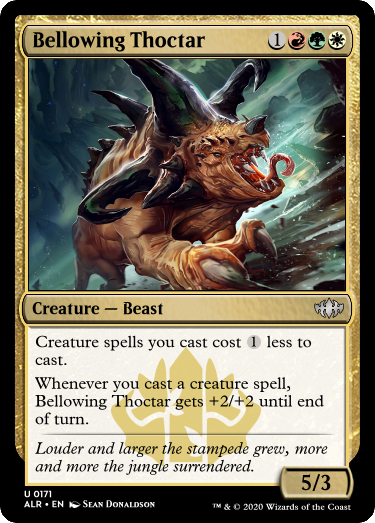 Bellowing Thoctar 1
Creature — Beast
Creature spells you cast cost 1 less to
cast.
Whenever you cast a creature spell,
Bellowing Thoctar gets +2/+2 until end
of turn.
Louder and larger the stampede grew, more
and more the jungle surrendered.
5/3
U 0171
ALR • EN Sean Donaldson
™ & © 2020 Wizards of the Coast